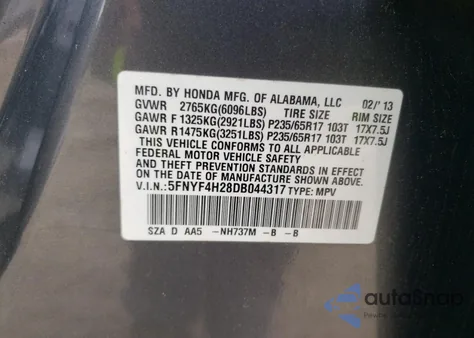 MFD. BY HONDA MFG. OF ALABAMA, LLC 02/'13
GVWR 2765KG(6096LBS) TIRE SIZE RIM SIZE
GAWR F 1325KG(2921LBS) P235/65R17 103T 17X7.5J
GAWR R1475KG(3251LBS) P235/65R17 103T 17X7.5J
THIS VEHICLE CONFORMS TO ALL APPLICABLE
FEDERAL MOTOR VEHICLE SAFETY
AND THEFT PREVENTION STANDARDS IN EFFECT ON
THE DATE OF MANUFACTURE SHOWN ABOVE.
V.I.N.: 5FNYF4H28DB044317 TYPE: MPV
SZA D AA5 -NH737M -B -B
autoSnap